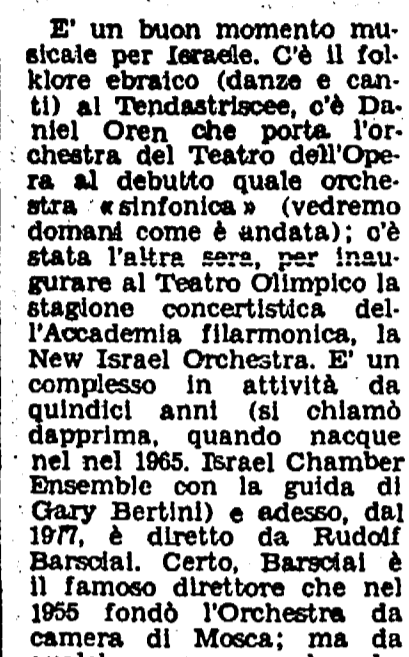 E' un buon momento mu-
sicale per Israele. C'è il fol-
klore ebraico (danze e can-
ti) al Tendastriscee, c'è Da-
niel Oren che porta l'or-
chestra del Teatro dell'Ope-
ra al debutto quale orche-
stra «sinfonica» (vedremo
domani come è andata); c'è
stata l'altra sera, per inau-
gurare al Teatro Olimpico la
stagione concertistica del-
l'Accademia filarmonica, la
New Israel Orchestra. E' un
complesso in attività da
quindici anni (si chiamò
dapprima, quando nacque
nel nel 1965. Israel Chamber
Ensemble con la guida di
Gary Bertini) e adesso, dal
1977, è diretto da Rudolf
Barsciai. Certo, Barsciai è
il famoso direttore che nel
1955 fondò l'Orchestra da
camera di Mosca; ma da